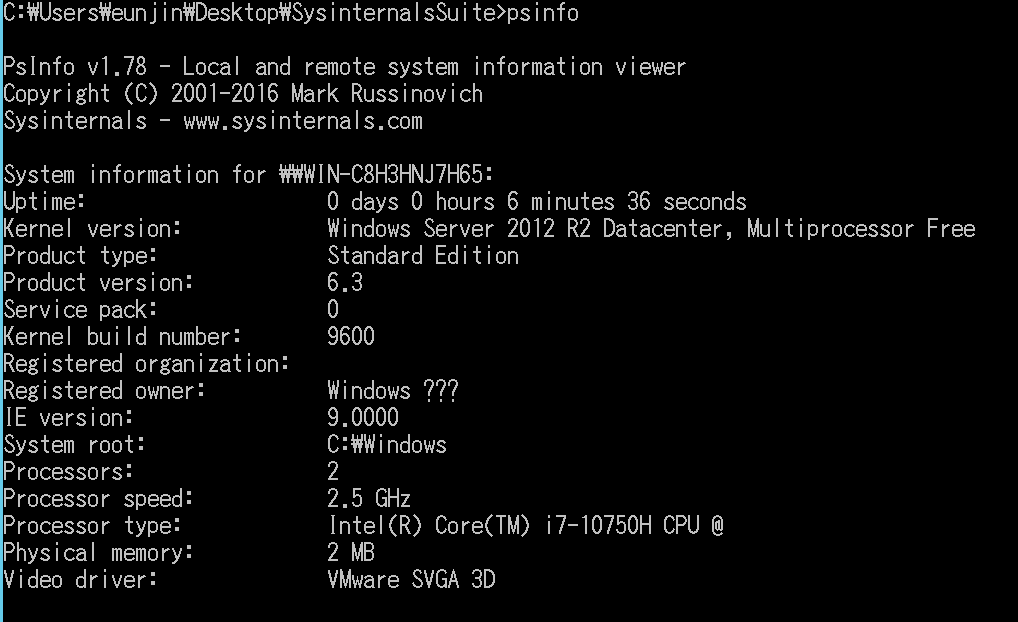 C:₩Users₩eunjin₩Desktop₩SysinternalsSuite>psinfo
PsInfo v1.78 - Local and remote system information viewer
Copyright (C) 2001-2016 Mark Russinovich
Sysinternals - www.sysinternals.com
System information for ₩₩WIN-C8H3HNJ7H65:
Uptime: 0 days 0 hours 6 minutes 36 seconds
Kernel version: Windows Server 2012 R2 Datacenter, Multiprocessor Free
Product type: Standard Edition
Product version: 6.3
Service pack: 0
Kernel build number: 9600
Registered organization:
Registered owner: Windows ???
IE version: 9.0000
System root: C:₩Windows
Processors: 2
Processor speed: 2.5 GHz
Processor type: Intel(R) Core(TM) i7-10750H CPU @
Physical memory: 2 MB
Video driver: VMware SVGA 3D